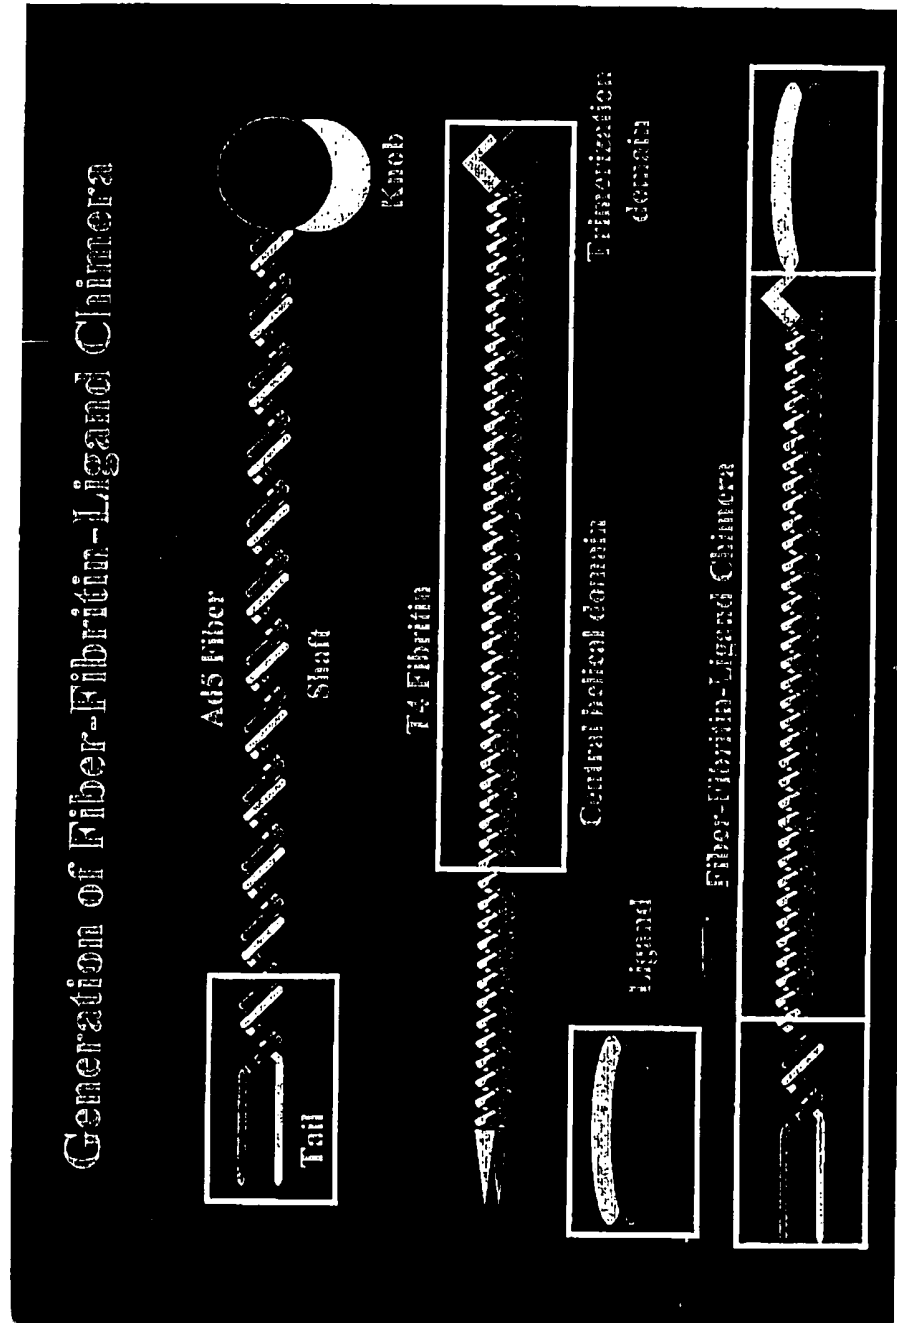 Generation of Fiber-Fibritin-Ligand Chimera
Ad5 Fiber
Tail
Shaft
Knob
T4 Fibritin
Central helical domain
Trimerization
domain
Ligand
Fiber-Fibritin-Ligand Chimera